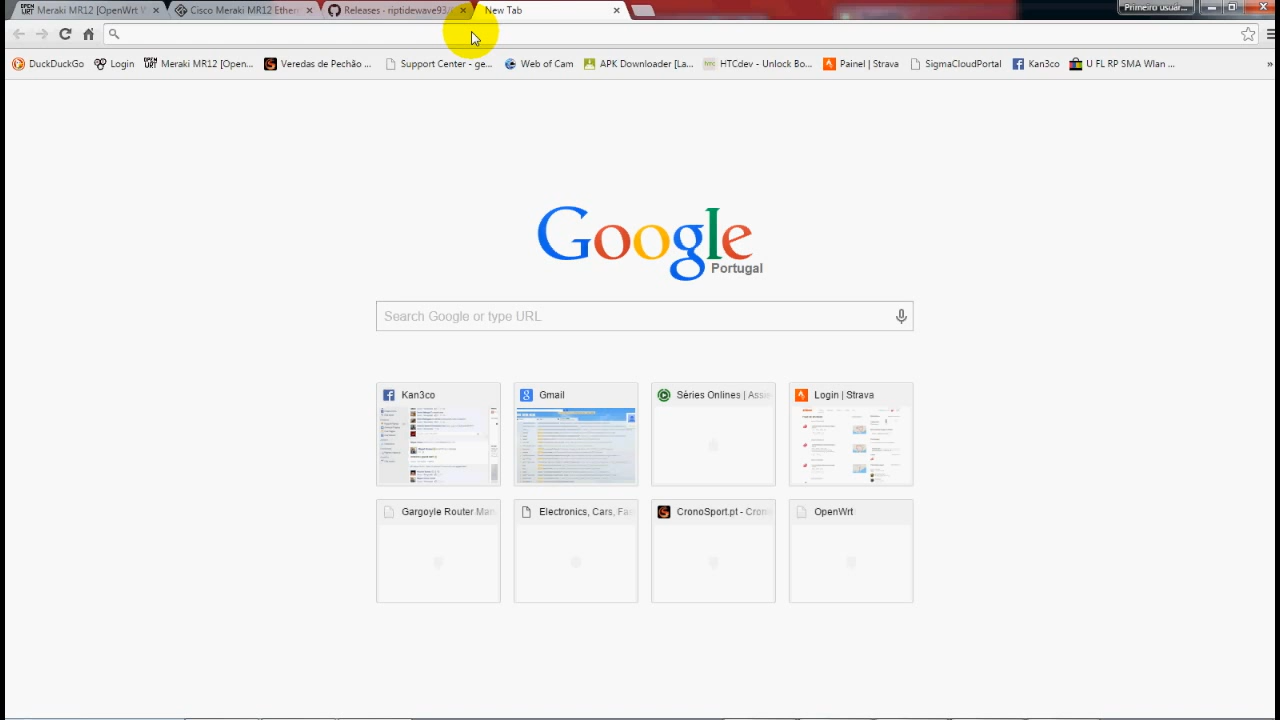 Meraki MR12 [OpenWrt W
Cisco Meraki MR12 Ether
Releases - riptidewave93/
New Tab
Primeiro usuár...
DuckDuckGo
Login
Meraki MR12 [Open...
Veredas de Pechão ...
Support Center - ge...
Web of Cam
APK Downloader [La...
HTCdev - Unlock Bo...
Painel | Strava
SigmaCloudPortal
Kan3co
U FL RP SMA Wlan ...
Google
Portugal
Search Google or type URL
Kan3co
Gmail
Séries Onlines | Assi
Login | Strava
Gargoyle Router Man
Electronics, Cars, Fas
CronoSport.pt - Crono
OpenWrt